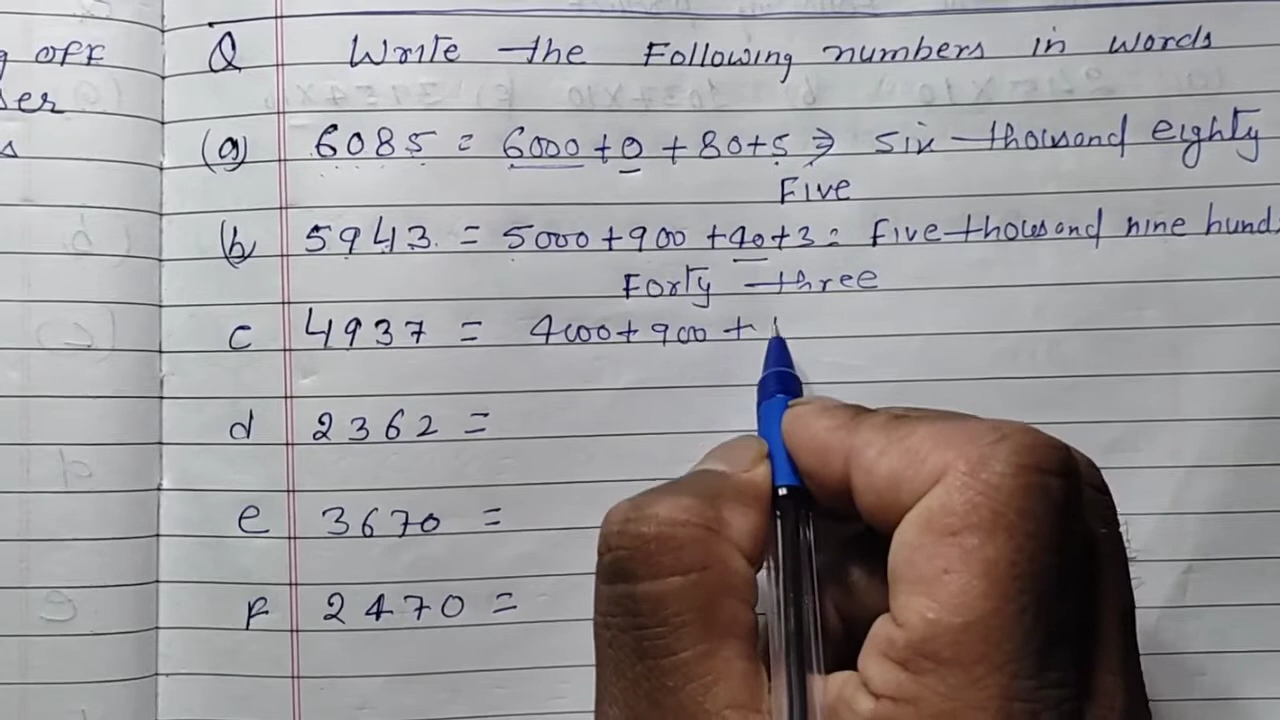 g off
Q Write the Following numbers in words
(a) 6085 = 6000 + 0 + 80 + 5 ⇒ Six thousand eighty
Five
(b) 5943 = 5000 + 900 + 40 + 3 = Five thousand nine hund
Forty three
c 4937 = 4000 + 900 +
d 2362 =
e 3670 =
F 2470 =